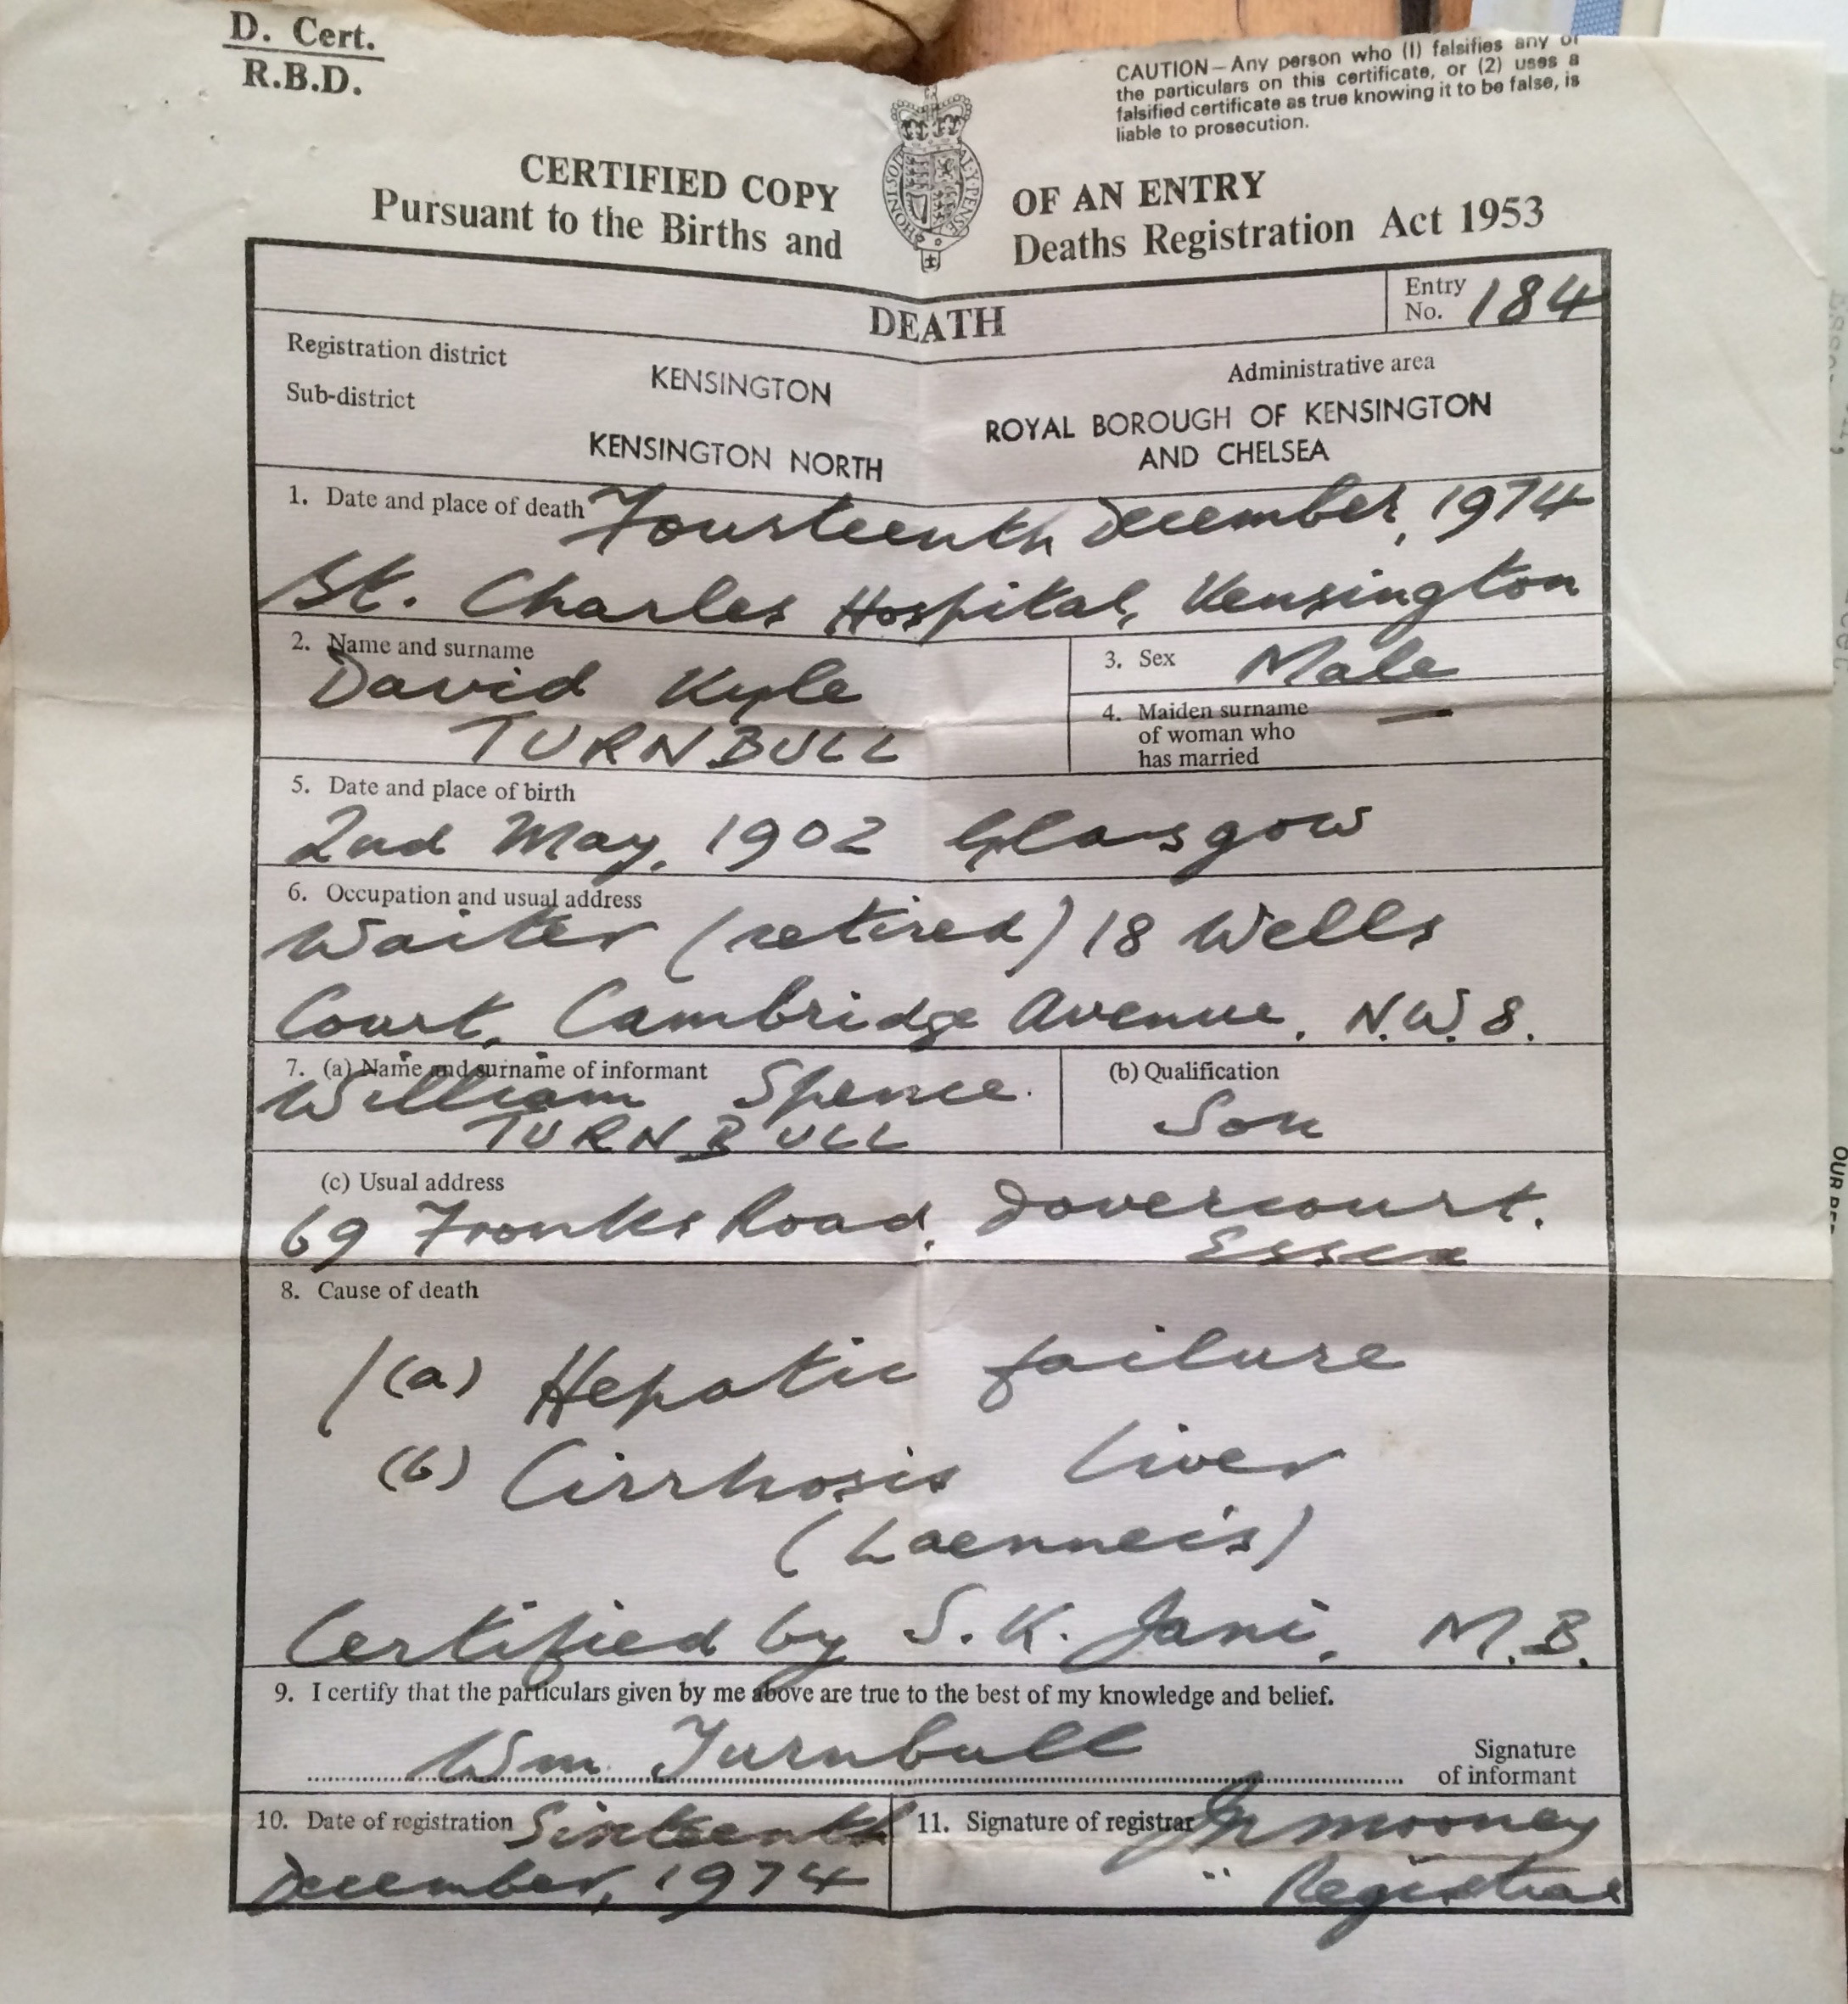 D. Cert.
R.B.D.
CAUTION—Any person who (1) falsifies any of
the particulars on this certificate, or (2) uses a
falsified certificate as true knowing it to be false, is
liable to prosecution.
CERTIFIED COPY OF AN ENTRY
Pursuant to the Births and Deaths Registration Act 1953
DEATH
Entry
No. 184
Registration district
KENSINGTON
Sub-district
KENSINGTON NORTH
Administrative area
ROYAL BOROUGH OF KENSINGTON
AND CHELSEA
1. Date and place of death Fourteenth December, 1974
St. Charles Hospital, Kensington
2. Name and surname
David Kyle
TURNBULL
3. Sex Male
4. Maiden surname —
of woman who
has married
5. Date and place of birth
2nd May, 1902 Glasgow
6. Occupation and usual address
Waiter (retired) 18 Wells
Court, Cambridge Avenue, N.W.8.
7. (a) Name and surname of informant
William Spence
TURNBULL
(b) Qualification
Son
(c) Usual address
69 Fronks Road, Dovercourt.
Essex
8. Cause of death
1(a) Hepatic failure
(b) Cirrhosis liver
(Laennec's)
Certified by S. K. Jani, M.B.
9. I certify that the particulars given by me above are true to the best of my knowledge and belief.
Wm. Turnbull
Signature
of informant
10. Date of registration Sixteenth
December, 1974
11. Signature of registrar Mooney
Registrar